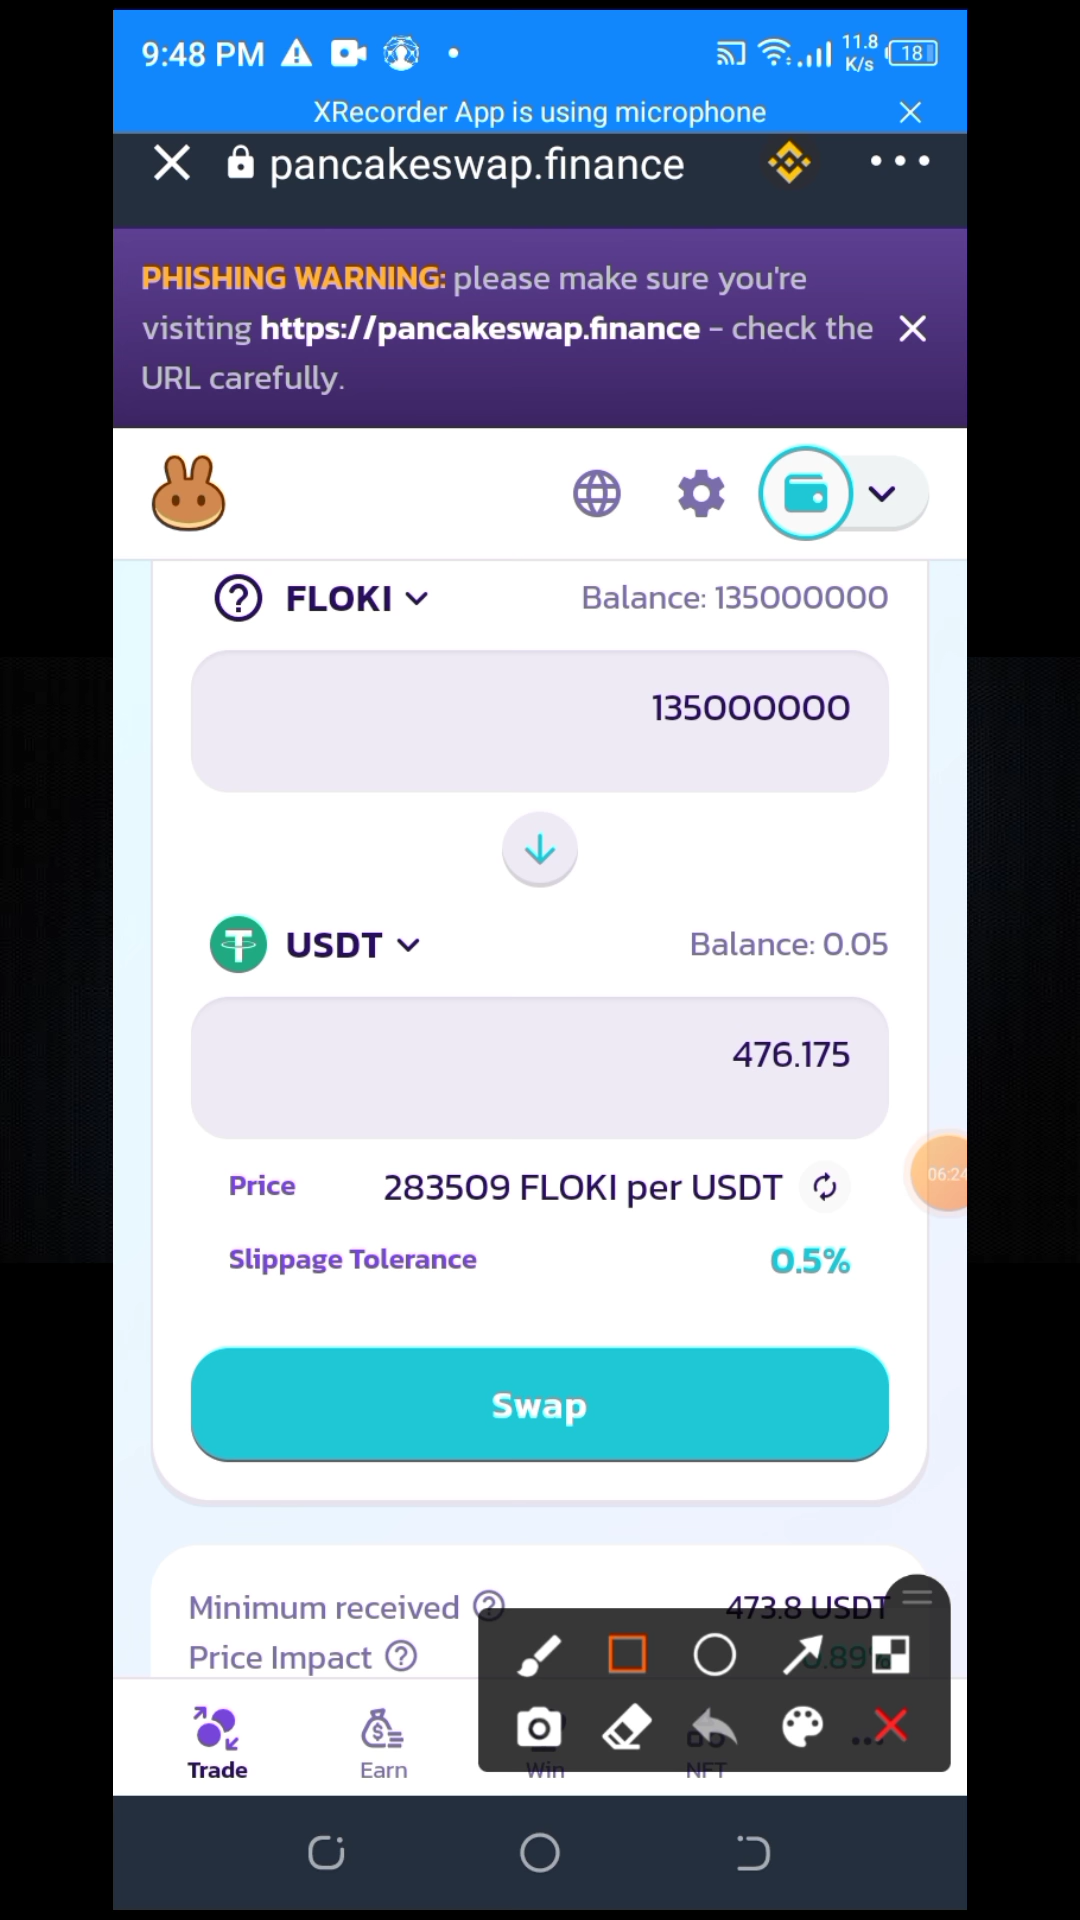 9:48 PM
11.8
K/s
18
XRecorder App is using microphone
pancakeswap.finance
PHISHING WARNING: please make sure you're
visiting https://pancakeswap.finance - check the
URL carefully.
FLOKI
Balance: 135000000
135000000
USDT
Balance: 0.05
476.175
06:24
Price
283509 FLOKI per USDT
Slippage Tolerance
0.5%
Swap
Minimum received
473.8 USDT
Price Impact
Trade
Earn
Win
NFT